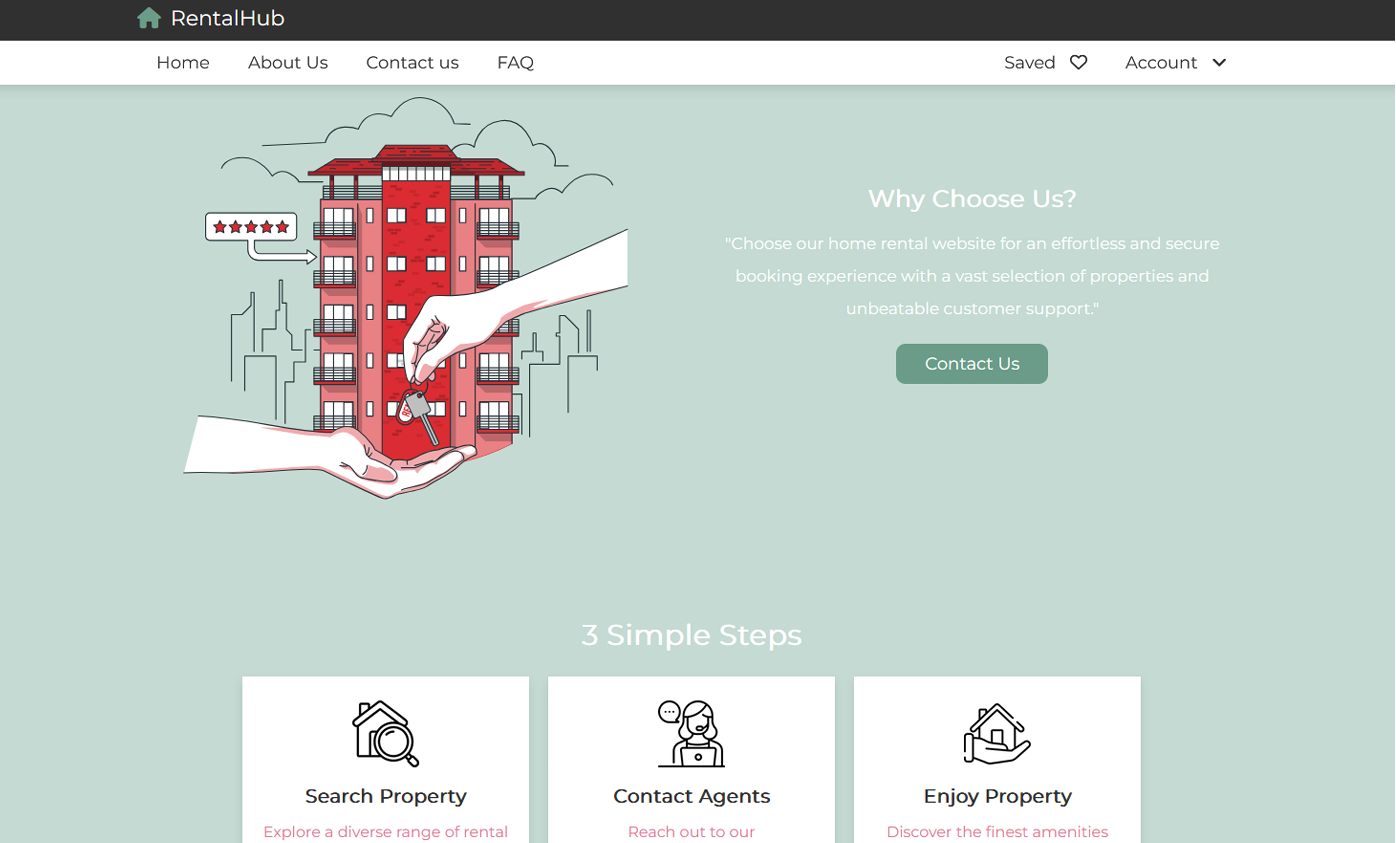 RentalHub
Home About Us Contact us FAQ Saved Account
Why Choose Us?
"Choose our home rental website for an effortless and secure
booking experience with a vast selection of properties and
unbeatable customer support."
Contact Us
3 Simple Steps
Search Property
Explore a diverse range of rental
Contact Agents
Reach out to our
Enjoy Property
Discover the finest amenities